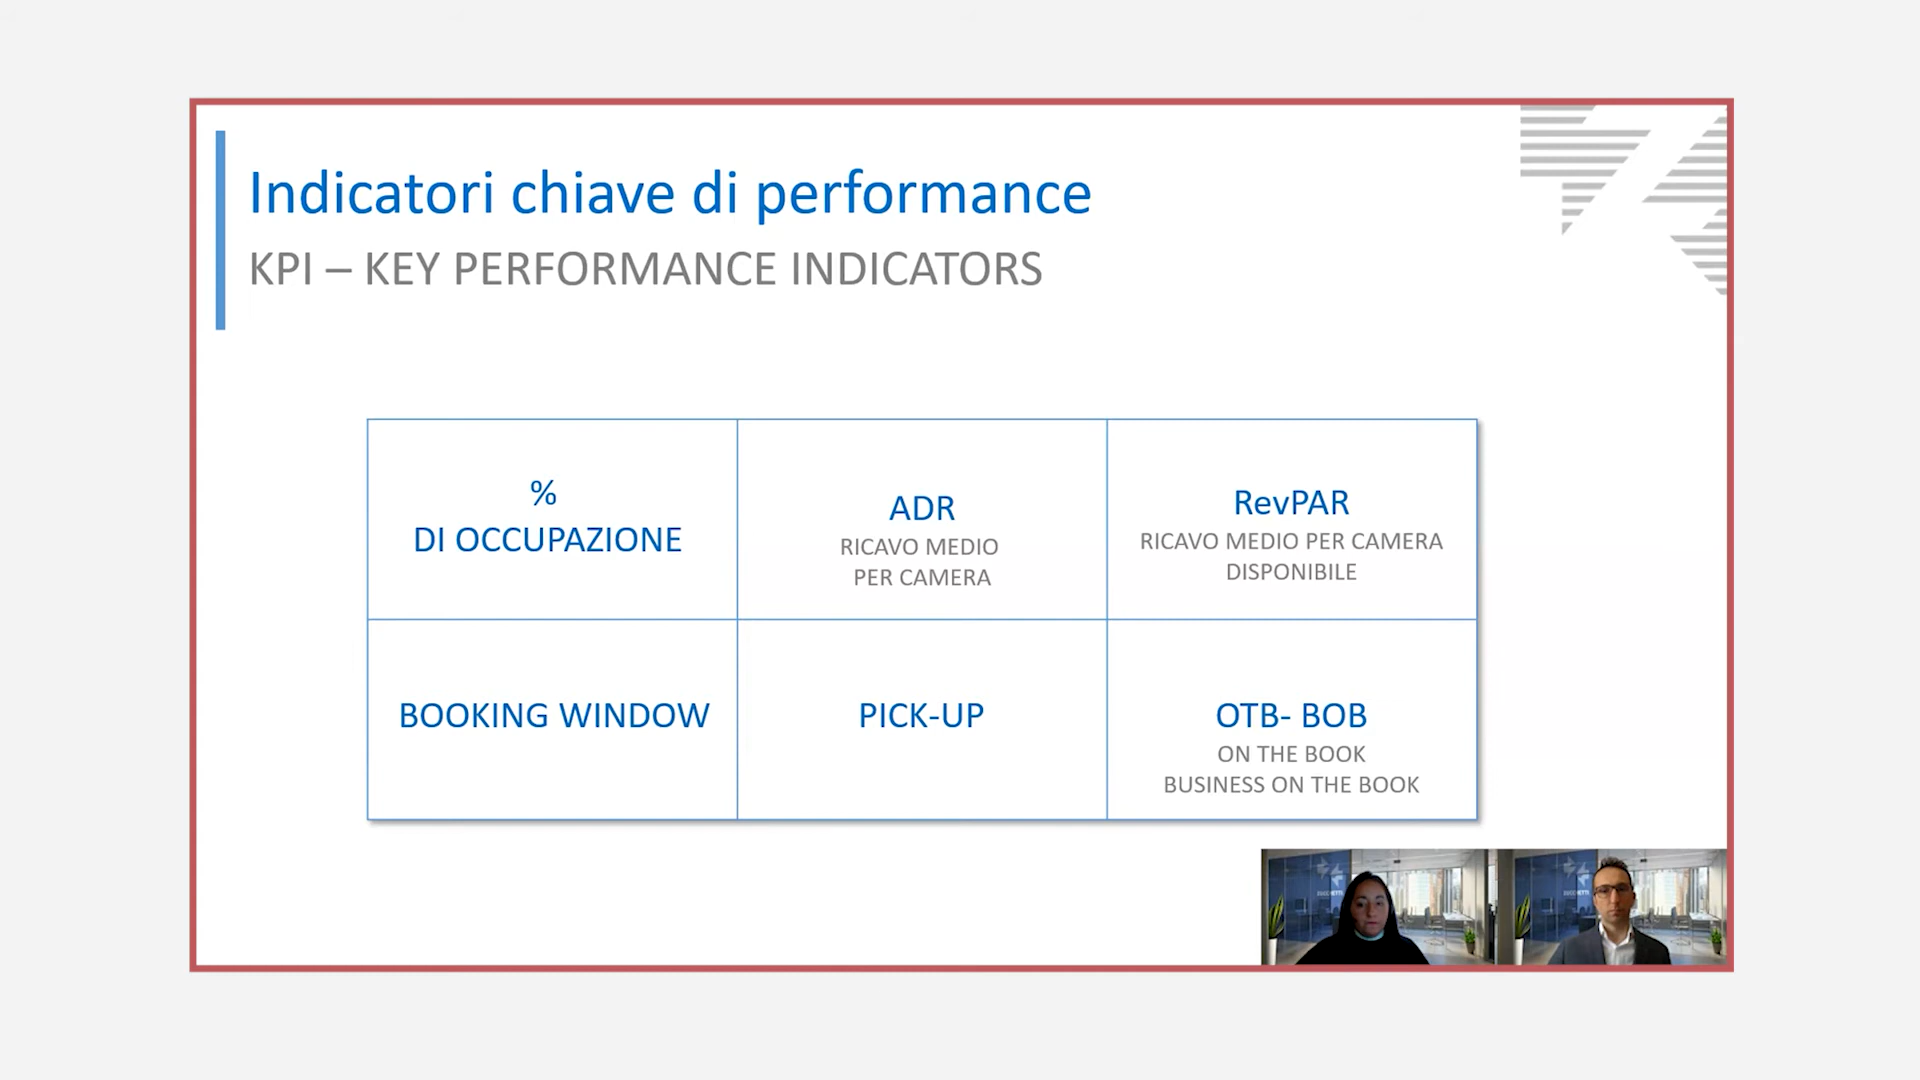 Indicatori chiave di performance
KPI – KEY PERFORMANCE INDICATORS
%
DI OCCUPAZIONE
ADR
RICAVO MEDIO
PER CAMERA
RevPAR
RICAVO MEDIO PER CAMERA
DISPONIBILE
BOOKING WINDOW
PICK-UP
OTB- BOB
ON THE BOOK
BUSINESS ON THE BOOK